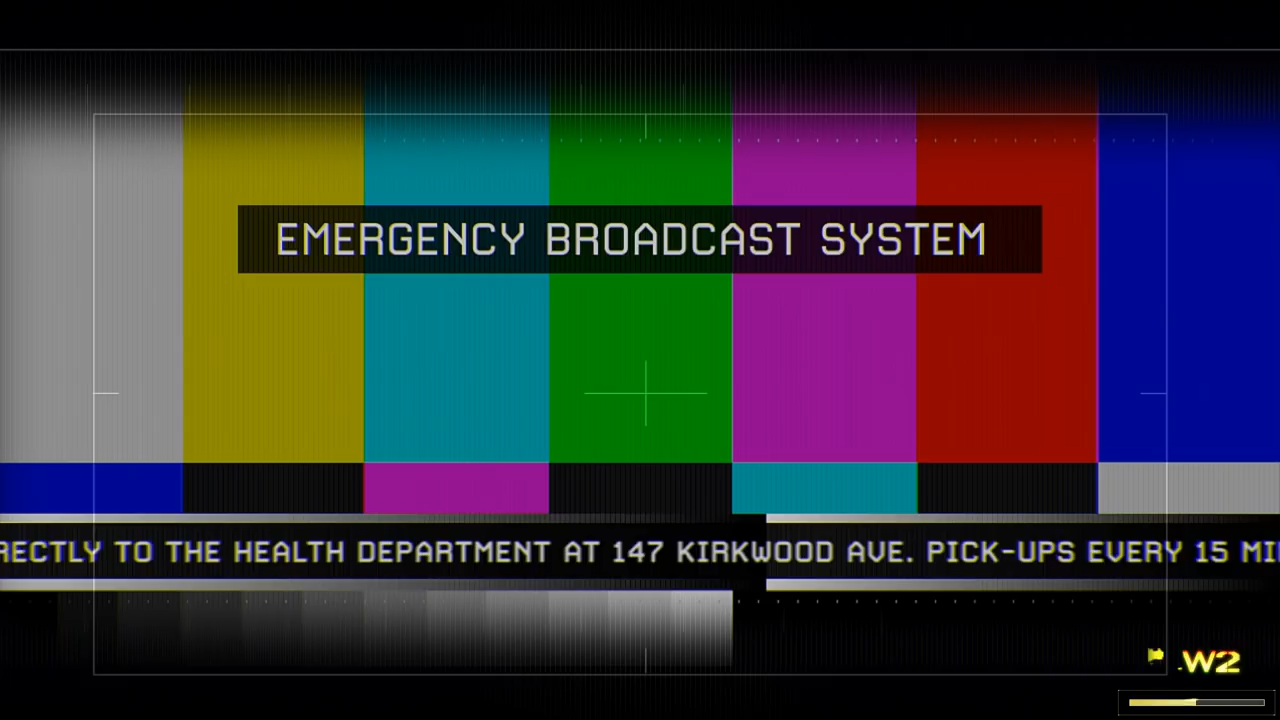 EMERGENCY BROADCAST SYSTEM
RECTLY TO THE HEALTH DEPARTMENT AT 147 KIRKWOOD AVE. PICK-UPS EVERY 15 MI
.W2